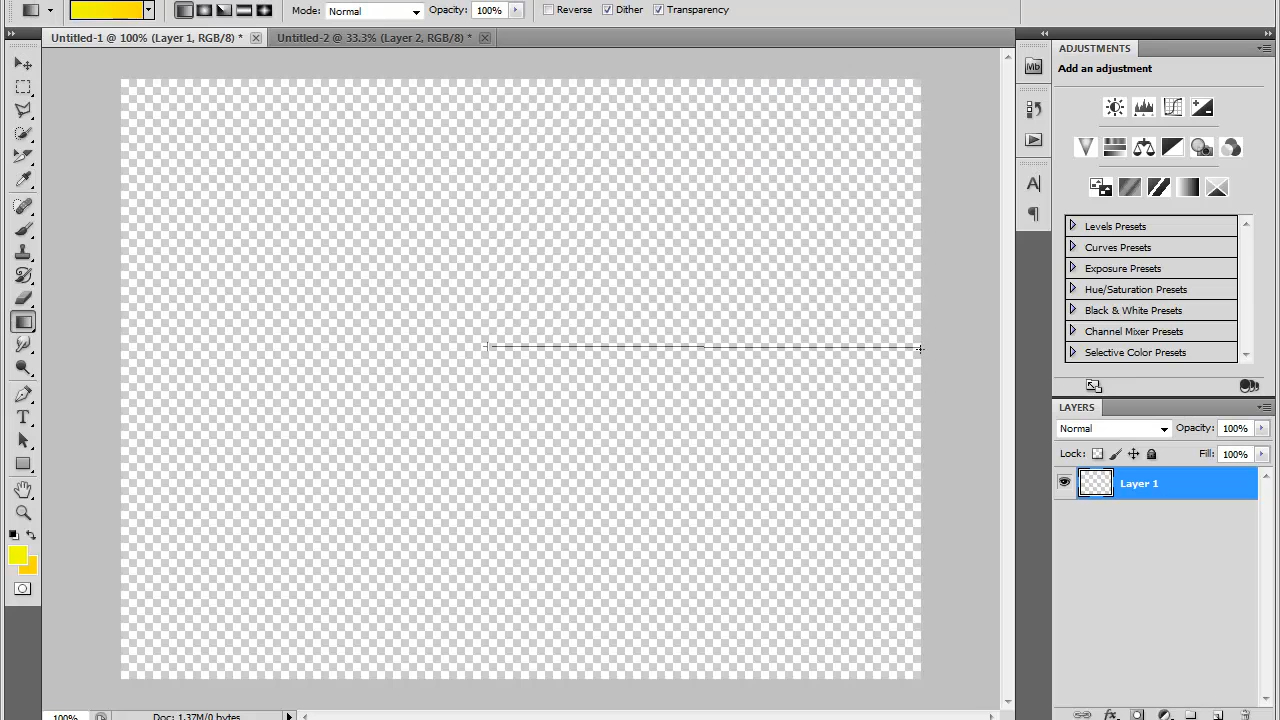 Mode: Normal Opacity: 100% Reverse Dither Transparency
Untitled-1 @ 100% (Layer 1, RGB/8) * Untitled-2 @ 33.3% (Layer 2, RGB/8) *
ADJUSTMENTS
Add an adjustment
Mb
A
T
Levels Presets
Curves Presets
Exposure Presets
Hue/Saturation Presets
Black & White Presets
Channel Mixer Presets
Selective Color Presets
LAYERS
Normal Opacity: 100%
Lock: Fill: 100%
Layer 1
100% Doc: 1.37M/0 bytes
fx